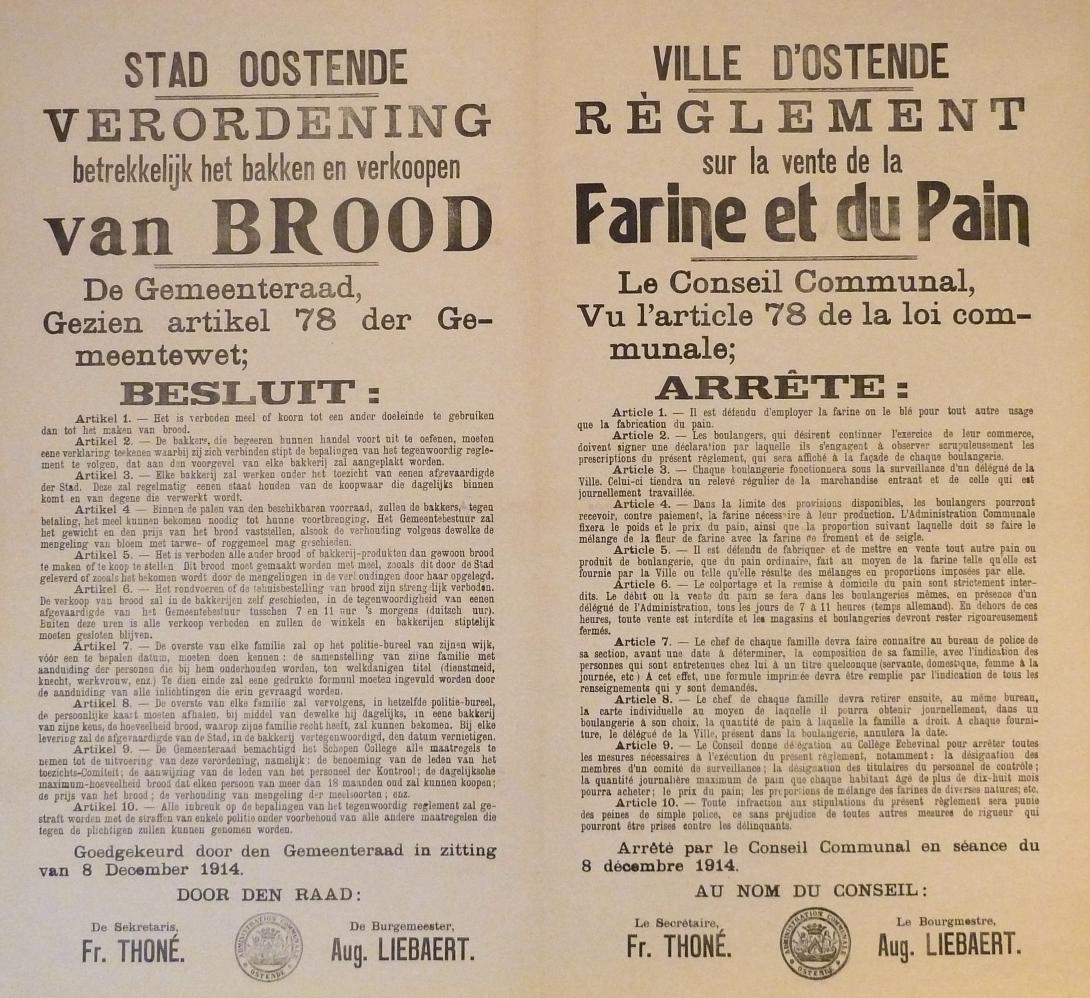 STAD OOSTENDE
VERORDENING
betrekkelijk het bakken en verkoopen
van BROOD
De Gemeenteraad,
Gezien artikel 78 der Ge-
meentewet;
BESLUIT :
Artikel 1. — Het is verboden meel of koorn tot een ander doeleinde te gebruiken
dan tot het maken van brood.
Artikel 2. — De bakkers, die begeeren hunnen handel voort uit te oefenen, moeten
eene verklaring teekenen waarbij zij zich verbinden stipt de bepalingen van het tegenwoordig regle-
ment te volgen, dat aan den voorgevel van elke bakkerij zal aangeplakt worden.
Artikel 3. — Elke bakkerij zal werken onder het toezicht van eenen afgevaardigde
der Stad. Deze zal regelmatig eenen staat houden van de koopwaar die dagelijks binnen
komt en van degene die verwerkt wordt.
Artikel 4 — Binnen de palen van den beschikbaren voorraad, zullen de bakkers, tegen
betaling, het meel kunnen bekomen noodig tot hunne voortbrenging. Het Gemeentebestuur zal
het gewicht en den prijs van het brood vaststellen, alsook de verhouding volgens dewelke de
mengeling van bloem met tarwe- of roggemeel mag geschieden.
Artikel 5. — Het is verboden alle ander brood of bakkerij-produkten dan gewoon brood
te maken of te koop te stellen Dit brood moet gemaakt worden met meel, zooals dit door de Stad
geleverd of zooals het bekomen wordt door de mengelingen in de verhoudingen door haar opgelegd.
Artikel 6. — Het rondvoeren of de tehuisbestelling van brood zijn streng-lijk verboden.
De verkoop van brood zal in de bakkerijen zelf geschieden, in de tegenwoordigheid van eenen
afgevaardigde van het Gemeentebestuur tusschen 7 en 11 uur 's morgens (duitsch uur).
Buiten deze uren is alle verkoop verboden en zullen de winkels en bakkerijen stiptelijk
moeten gesloten blijven.
Artikel 7. — De overste van elke familie zal op het politie-bureel van zijnen wijk,
vóór een te bepalen datum, moeten doen kennen : de samenstelling van zijne familie met
aanduiding der personen die bij hem onderhouden worden, ten welkdanigen titel (dienstmeid,
knecht, werkvrouw, enz.) Te dien einde zal eene gedrukte formuul moeten ingevuld worden door
de aanduiding van alle inlichtingen die erin gevraagd worden.
Artikel 8. — De overste van elke familie zal vervolgens, in hetzelfde politie-bureel,
de persoonlijke kaart moeten afhalen, bij middel van dewelke hij dagelijks, in eene bakkerij
van zijne keus, de hoeveelheid brood, waarop zijne familie recht heeft, zal kunnen bekomen. Bij elke
levering zal de afgevaardigde van de Stad, in de bakkerij vertegenwoordigd, den datum vernietigen.
Artikel 9. — De Gemeenteraad bemachtigd het Schepen College alle maatregels te
nemen tot de uitvoering van deze verordening, namelijk : de benoeming van de leden van het
toezichts-Comiteit ; de aanwijzing van de leden van het personeel der Kontrool ; de dagelijksche
maximum-hoeveelheid brood dat elken persoon van meer dan 18 maanden oud zal kunnen koopen ;
de prijs van het brood ; de verhouding van mengeling der meelsoorten ; enz.
Artikel 10. — Alle inbreuk op de bepalingen van het tegenwoordig reglement zal ge-
straft worden met de straffen van enkele politie onder voorbehoud van alle andere maatregelen die
tegen de plichtigen zullen kunnen genomen worden.
Goedgekeurd door den Gemeenteraad in zitting
van 8 December 1914.
DOOR DEN RAAD :
De Sekretaris,
Fr. THONÉ.
ADMINISTRATION COMMUNALE
OSTENDE
De Burgemeester,
Aug. LIEBAERT.
VILLE D'OSTENDE
RÈGLEMENT
sur la vente de la
Farine et du Pain
Le Conseil Communal,
Vu l'article 78 de la loi com-
munale;
ARRÊTE :
Article 1. — Il est défendu d'employer la farine ou le blé pour tout autre usage
que la fabrication du pain.
Article 2. — Les boulangers, qui désirent continuer l'exercice de leur commerce,
doivent signer une déclaration par laquelle ils s'engagent à observer scrupuleusement les
prescriptions du présent règlement, qui sera affiché à la façade de chaque boulangerie.
Article 3. — Chaque boulangerie fonctionnera sous la surveillance d'un délégué de la
Ville. Celui-ci tiendra un relevé régulier de la marchandise entrant et de celle qui est
journellement travaillée.
Article 4. — Dans la limite des provisions disponibles, les boulangers pourront
recevoir, contre paiement, la farine nécessaire à leur production. L'Administration Communale
fixera le poids et le prix du pain, ainsi que la proportion suivant laquelle doit se faire le
mélange de la fleur de farine avec la farine de froment et de seigle.
Article 5. — Il est défendu de fabriquer et de mettre en vente tout autre pain ou
produit de boulangerie, que du pain ordinaire, fait au moyen de la farine telle qu'elle est
fournie par la Ville ou telle qu'elle résulte des mélanges en proportions imposées par elle.
Article 6. — Le colportage et la remise à domicile du pain sont strictement inter-
dits. Le débit ou la vente du pain se fera dans les boulangeries mêmes, en présence d'un
délégué de l'Administration, tous les jours de 7 à 11 heures (temps allemand). En dehors de ces
heures, toute vente est interdite et les magasins et boulangeries devront rester rigoureusement
fermés.
Article 7. — Le chef de chaque famille devra faire connaître au bureau de police de
sa section, avant une date à déterminer, la composition de sa famille, avec l'indication des
personnes qui sont entretenues chez lui à un titre quelconque (servante, domestique, femme à la
journée, etc ) A cet effet, une formule imprimée devra être remplie par l'indication de tous les
renseignements qui y sont demandés.
Article 8. — Le chef de chaque famille devra retirer ensuite, au même bureau,
la carte individuelle au moyen de laquelle il pourra obtenir journellement, dans une
boulangerie à son choix, la quantité de pain à laquelle la famille a droit. A chaque fourni-
ture, le délégué de la Ville, présent dans la boulangerie, annulera la date.
Article 9. — Le Conseil donne délégation au Collège Echevinal pour arrêter toutes
les mesures nécessaires à l'exécution du présent règlement, notamment : la désignation des
membres d'un comité de surveillance ; la désignation des titulaires du personnel de contrôle ;
la quantité journalière maximum de pain que chaque habitant âgé de plus de dix-huit mois
pourra acheter ; le prix du pain ; les proportions de mélange des farines de diverses natures; etc.
Article 10. — Toute infraction aux stipulations du présent règlement sera punie
des peines de simple police, ce sans préjudice de toutes autres mesures de rigueur qui
pourront être prises contre les délinquants.
Arrêté par le Conseil Communal en séance du
8 décembre 1914.
AU NOM DU CONSEIL :
Le Secrétaire,
Fr. THONÉ.
ADMINISTRATION COMMUNALE
OSTENDE
Le Bourgmestre,
Aug. LIEBAERT.